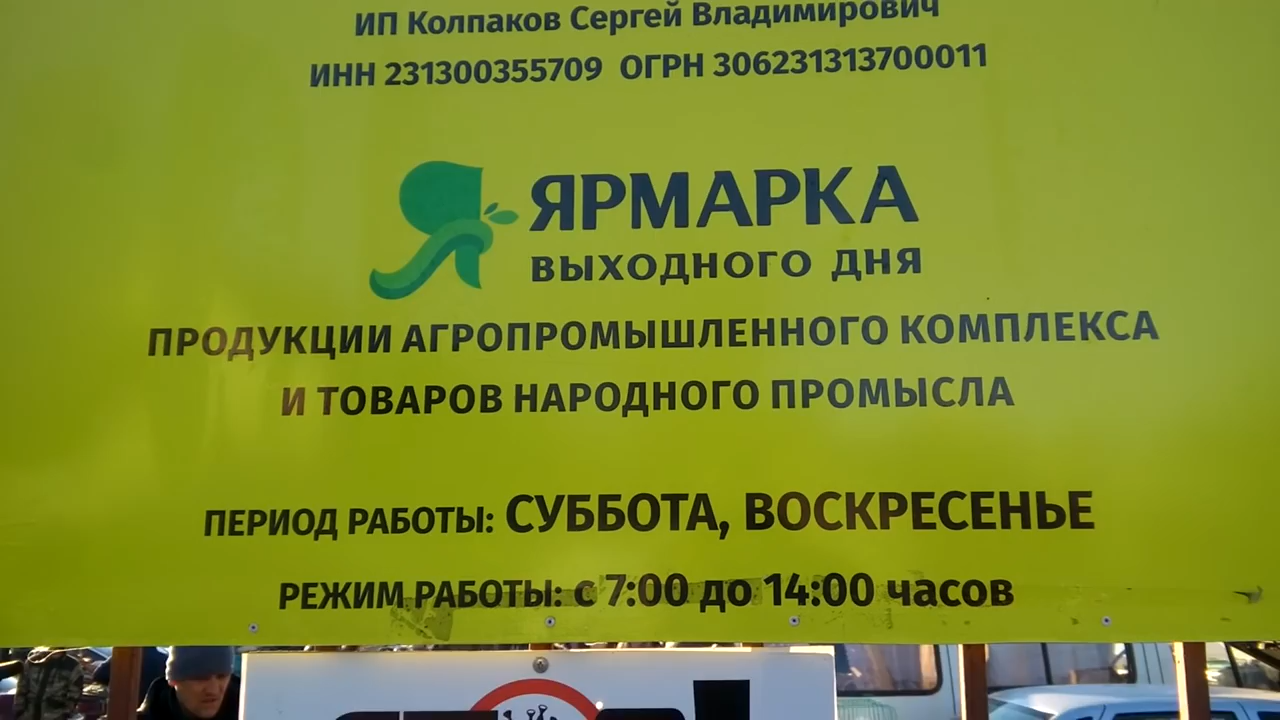 ИП Колпаков Сергей Владимирович
ИНН 231300355709 ОГРН 306231313700011
ЯРМАРКА
ВЫХОДНОГО ДНЯ
ПРОДУКЦИИ АГРОПРОМЫШЛЕННОГО КОМПЛЕКСА
И ТОВАРОВ НАРОДНОГО ПРОМЫСЛА
ПЕРИОД РАБОТЫ: СУББОТА, ВОСКРЕСЕНЬЕ
РЕЖИМ РАБОТЫ: с 7:00 до 14:00 часов